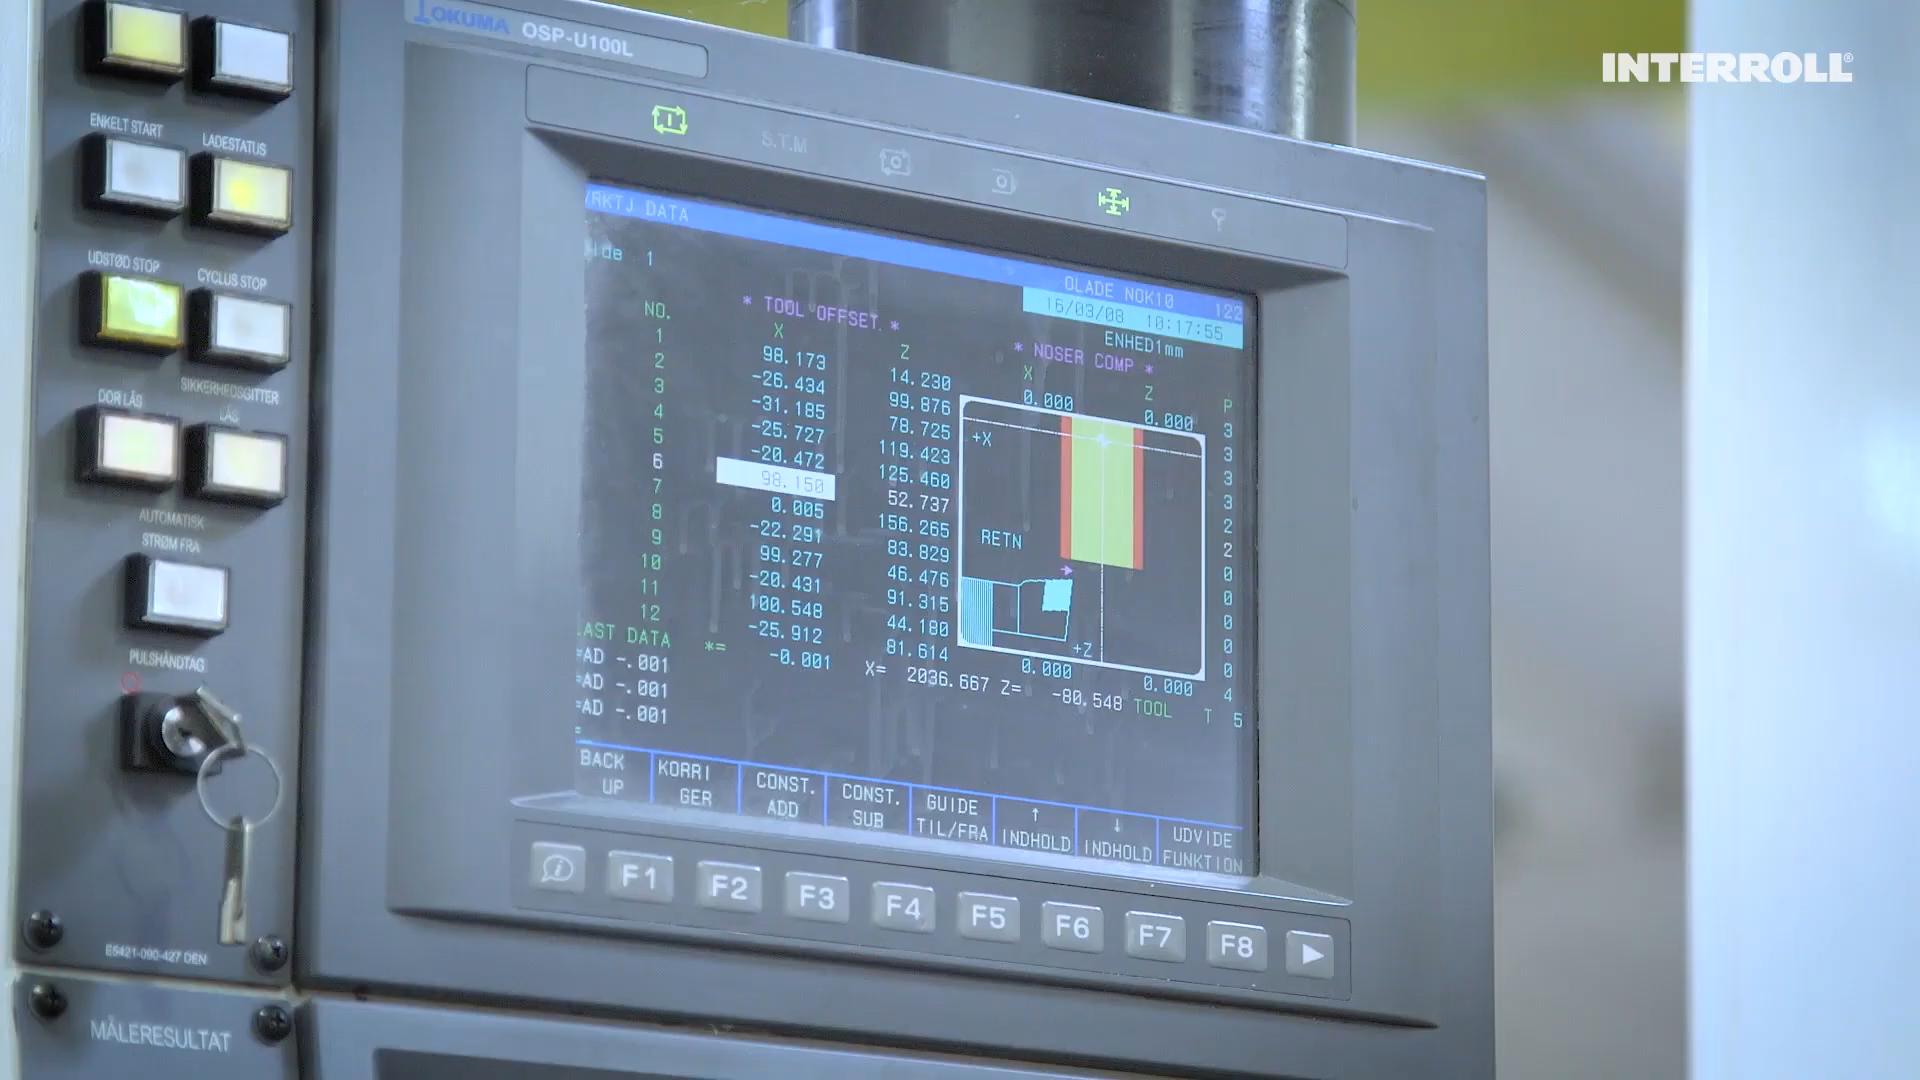 OKUMA OSP-U100L
INTERROLL®
S.T.M
ENKELT START
LADESTATUS
UDSTØD STOP
CYCLUS STOP
SIKKERHEDSGITTER
DØR LÅS
LÅS
AUTOMATISK
STRØM FRA
PULSHÅNDTAG
E5421-090-427 DEN
MÅLERESULTAT
DATA
OLADE NOK10 122
16/03/08 10:17:55
1
ENHED1mm
* TOOL OFFSET * * NOSER COMP *
NO. X Z X Z P
1 98.173 14.230 0.000 0.000 3
2 -26.434 99.876 3
3 -31.185 78.725 3
4 -25.727 119.423 3
5 -20.472 125.460 2
6 98.150 52.737 2
7 0.005 156.265 0
8 -22.291 83.829 0
9 99.277 46.476 0
10 -20.431 91.315 0
11 100.548 44.180 0
12 -25.912 81.614 0.000 0.000 4
+X
RETN
+Z
*= -0.001 X= 2036.667 Z= -80.548 TOOL T 5
AST DATA
=AD -.001
=AD -.001
=AD -.001
=_
BACK UP
KORRI GER
CONST. ADD
CONST. SUB
GUIDE TIL/FRA
↑ INDHOLD
↓ INDHOLD
UDVIDE FUNKTION
i F1 F2 F3 F4 F5 F6 F7 F8